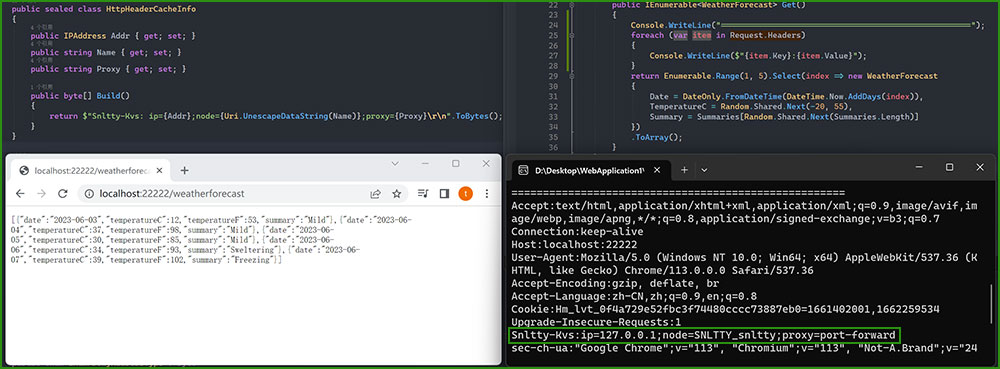 public sealed class HttpHeaderCacheInfo
{
4 个引用
public IPAddress Addr { get; set; }
4 个引用
public string Name { get; set; }
4 个引用
public string Proxy { get; set; }
1 个引用
public byte[] Build()
{
return $"Snltty-Kvs: ip={Addr};node={Uri.UnescapeDataString(Name)};proxy={Proxy}\r\n".ToBytes();
}
}
22 public IEnumerable<WeatherForecast> Get()
23 {
24 Console.WriteLine("==================================================");
25 foreach (var item in Request.Headers)
26 {
27 Console.WriteLine($"{item.Key}:{item.Value}");
28 }
29 return Enumerable.Range(1, 5).Select(index => new WeatherForecast
30 {
31 Date = DateOnly.FromDateTime(DateTime.Now.AddDays(index)),
32 TemperatureC = Random.Shared.Next(-20, 55),
33 Summary = Summaries[Random.Shared.Next(Summaries.Length)]
34 })
35 .ToArray();
36 }
localhost:22222/weatherforecast
localhost:22222/weatherforecast
t
[{"date":"2023-06-03","temperatureC":12,"temperatureF":53,"summary":"Mild"},{"date":"2023-06-
04","temperatureC":37,"temperatureF":98,"summary":"Mild"},{"date":"2023-06-
05","temperatureC":30,"temperatureF":85,"summary":"Mild"},{"date":"2023-06-
06","temperatureC":34,"temperatureF":93,"summary":"Sweltering"},{"date":"2023-06-
07","temperatureC":39,"temperatureF":102,"summary":"Freezing"}]
D:\Desktop\WebApplication1\
==================================================
Accept:text/html,application/xhtml+xml,application/xml;q=0.9,image/avif,im
age/webp,image/apng,*/*;q=0.8,application/signed-exchange;v=b3;q=0.7
Connection:keep-alive
Host:localhost:22222
User-Agent:Mozilla/5.0 (Windows NT 10.0; Win64; x64) AppleWebKit/537.36 (K
HTML, like Gecko) Chrome/113.0.0.0 Safari/537.36
Accept-Encoding:gzip, deflate, br
Accept-Language:zh-CN,zh;q=0.9,en;q=0.8
Cookie:Hm_lvt_0f4a729e52fbc3f74480cccc73887eb0=1661402001,1662259534
Upgrade-Insecure-Requests:1
Snltty-Kvs:ip=127.0.0.1;node=SNLTTY_snltty;proxy=port-forward
sec-ch-ua:"Google Chrome";v="113", "Chromium";v="113", "Not-A.Brand";v="24